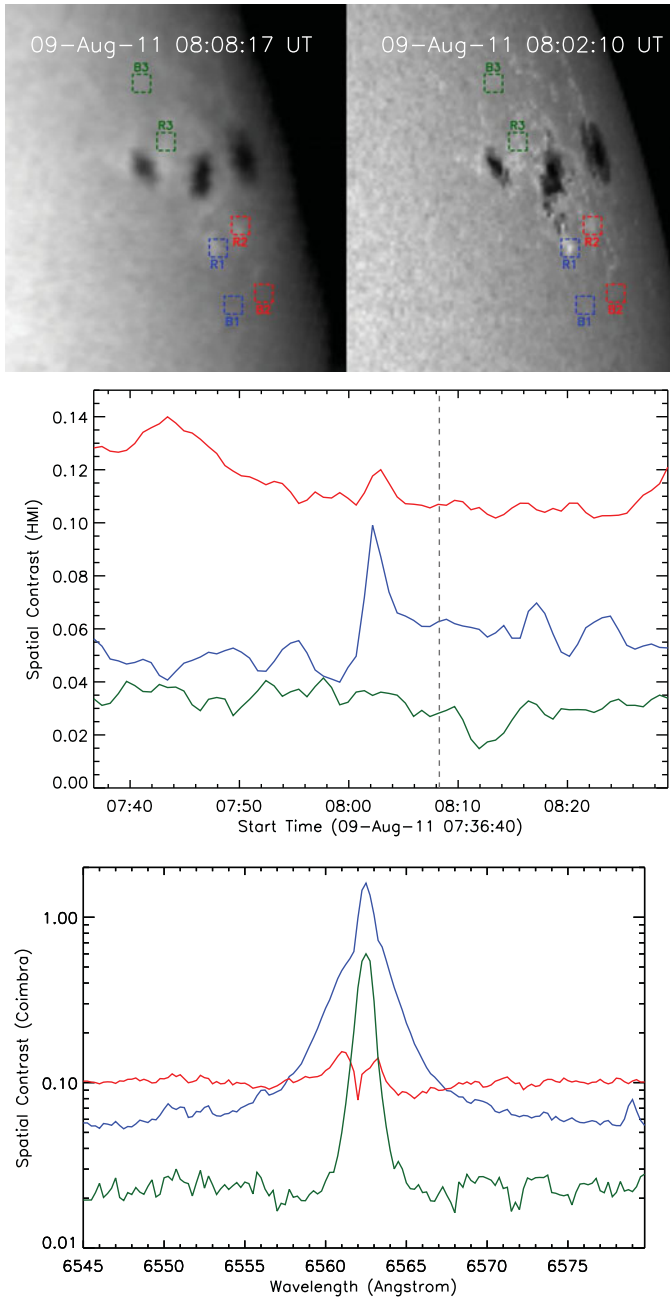 09-Aug-11 08:08:17 UT
B3
R3
R2
R1
B1
B2
09-Aug-11 08:02:10 UT
B3
R3
R2
R1
B1
B2
Spatial Contrast (HMI)
0.14
0.12
0.10
0.08
0.06
0.04
0.02
0.00
07:40 07:50 08:00 08:10 08:20
Start Time (09-Aug-11 07:36:40)
Spatial Contrast (Coimbra)
1.00
0.10
0.01
6545 6550 6555 6560 6565 6570 6575
Wavelength (Angstrom)